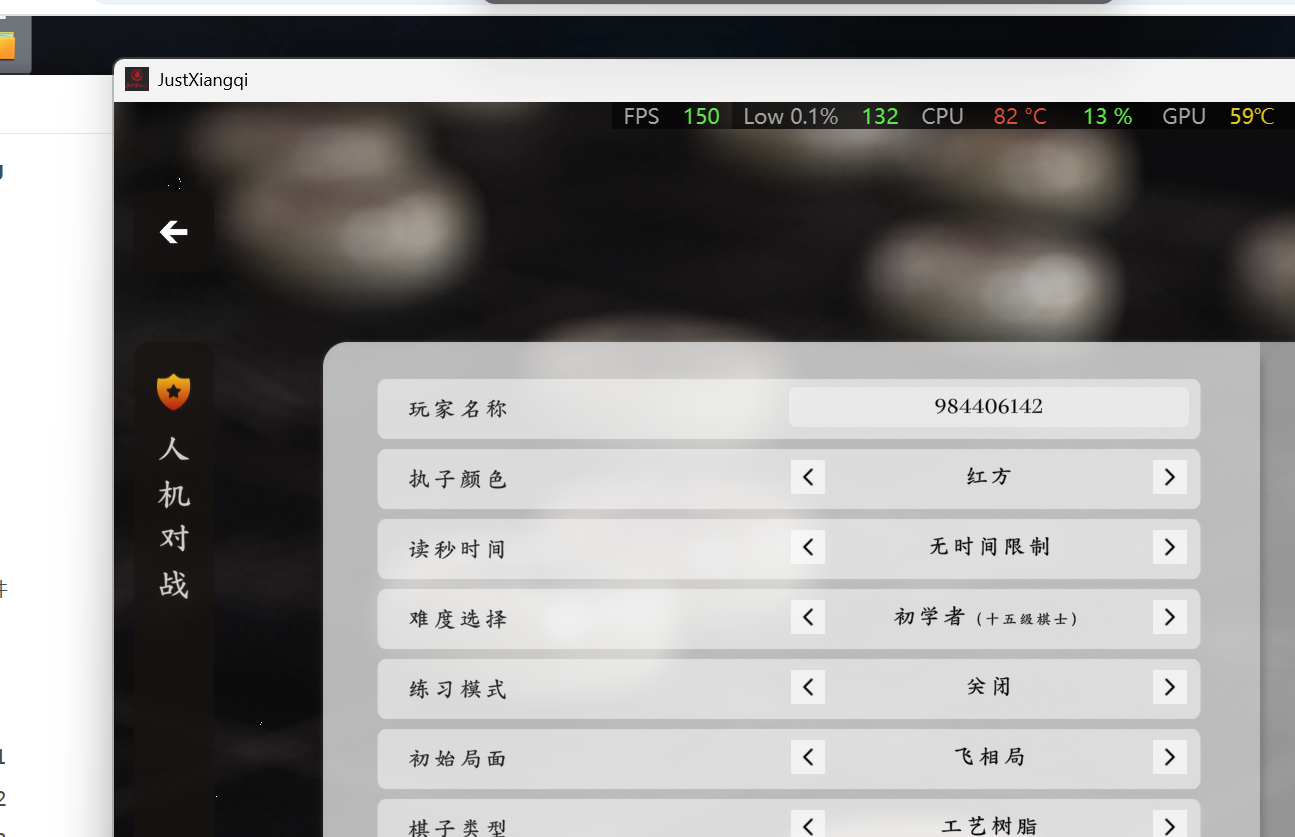 JustXiangqi
FPS 150 Low 0.1% 132 CPU 82 °C 13 % GPU 59℃
人机对战
玩家名称 984406142
执子颜色 红方
读秒时间 无时间限制
难度选择 初学者（十五级棋士）
练习模式 关闭
初始局面 飞相局
棋子类型 工艺树脂
1
2